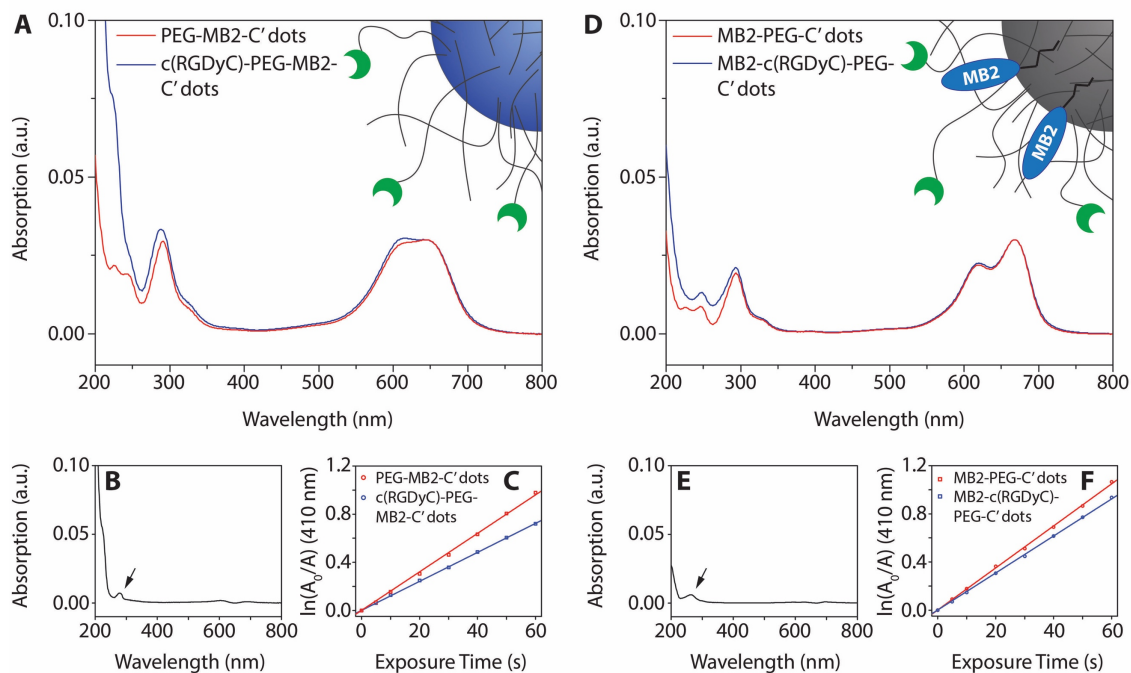 A
0.10
PEG-MB2-C' dots
c(RGDyC)-PEG-MB2-
C' dots
0.05
0.00
Absorption (a.u.)
200 300 400 500 600 700 800
Wavelength (nm)
D
0.10
MB2-PEG-C' dots
MB2-c(RGDyC)-PEG-
C' dots
MB2
MB2
0.05
0.00
Absorption (a.u.)
200 300 400 500 600 700 800
Wavelength (nm)
B
0.10
0.05
0.00
Absorption (a.u.)
200 400 600 800
Wavelength (nm)
C
1.2
PEG-MB2-C' dots
c(RGDyC)-PEG-
MB2-C' dots
0.8
0.4
0.0
ln(A₀/A) (410 nm)
0 20 40 60
Exposure Time (s)
E
0.10
0.05
0.00
Absorption (a.u.)
200 400 600 800
Wavelength (nm)
F
1.2
MB2-PEG-C' dots
MB2-c(RGDyC)-
PEG-C' dots
0.8
0.4
0.0
ln(A₀/A) (410 nm)
0 20 40 60
Exposure Time (s)